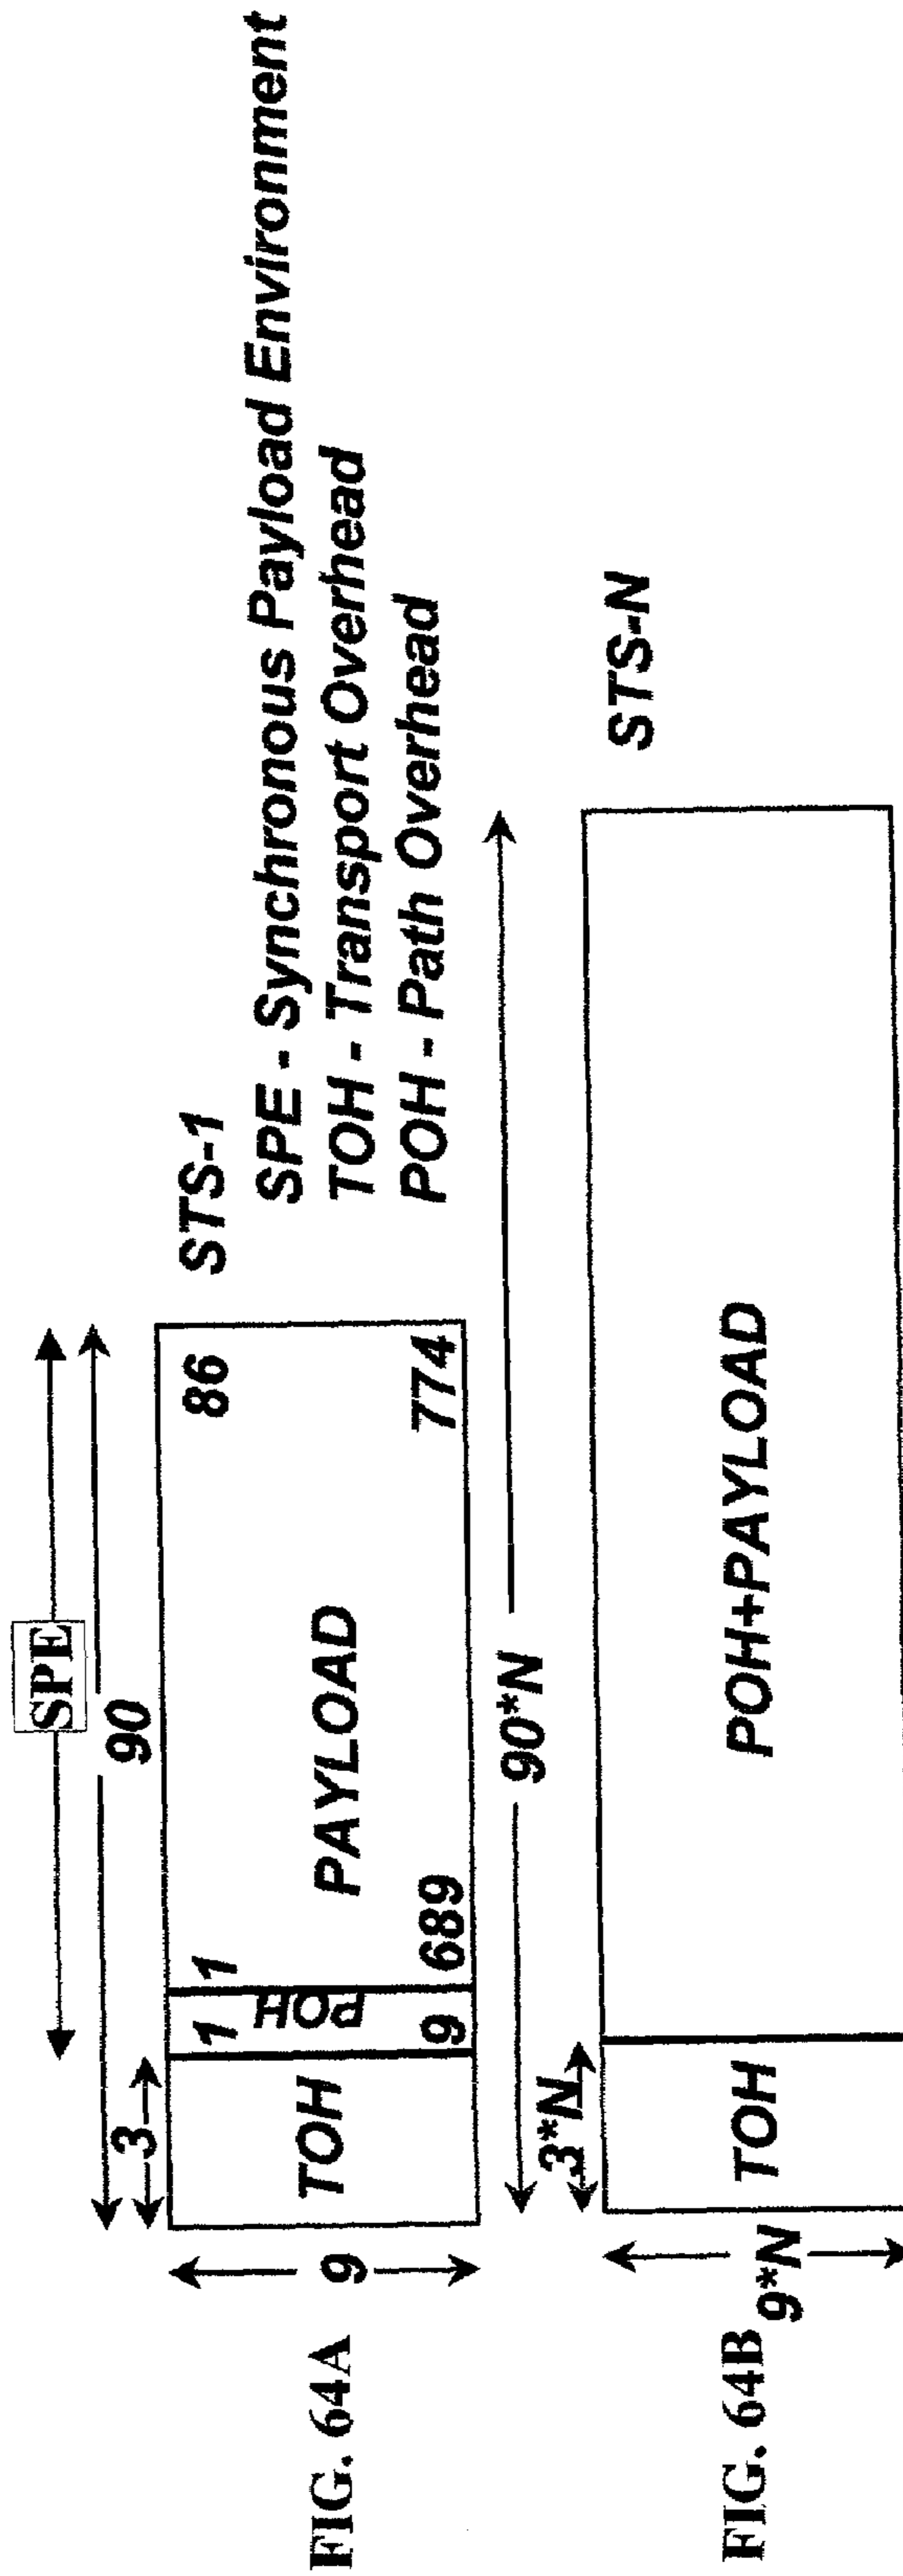 SPE
90
3
STS-1
1 1 86
SPE - Synchronous Payload Environment
FIG. 64A
9
TOH
POH
PAYLOAD
TOH - Transport Overhead
9 689 774
POH - Path Overhead
90*N
3*N
STS-N
FIG. 64B
9*N
TOH
POH+PAYLOAD